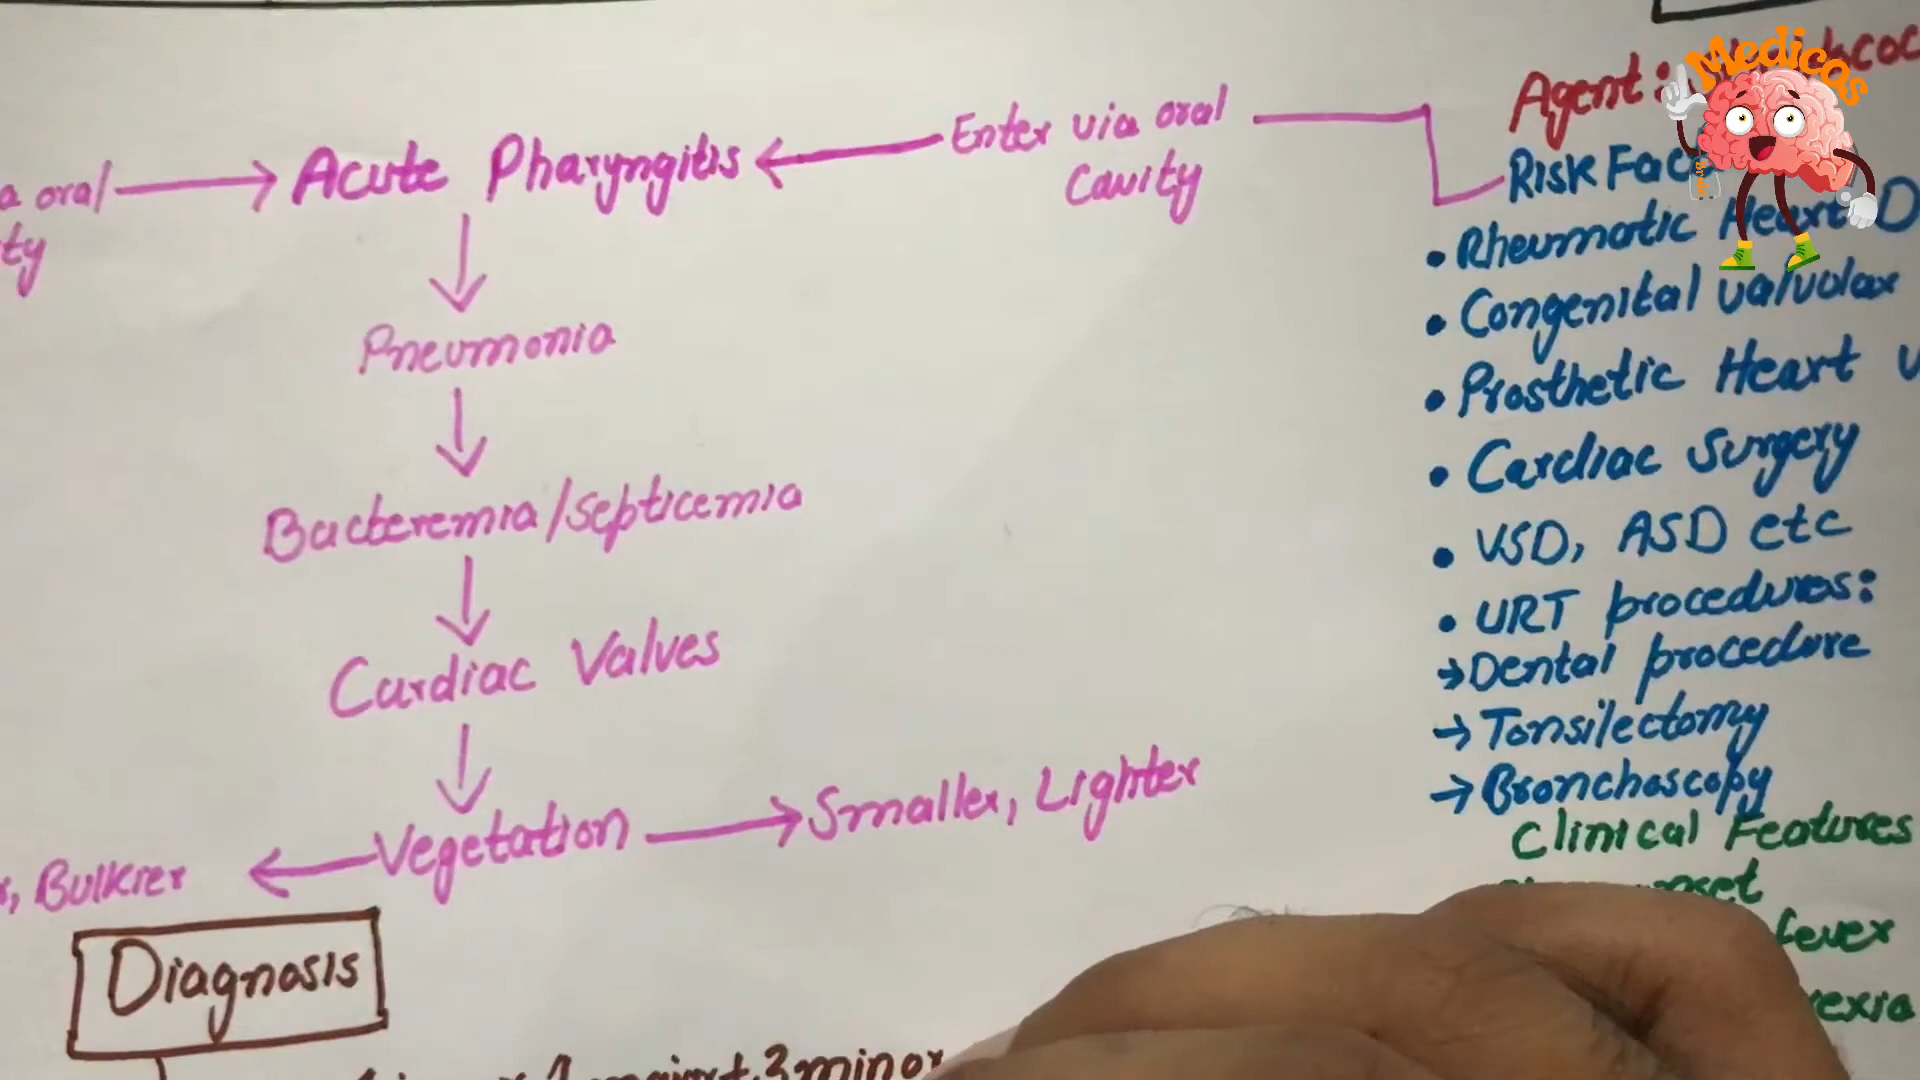 Medicos
Agent:
Risk Fac
Rheumatic Heart D
Congenital valvular
Prosthetic Heart v
Cardiac surgery
VSD, ASD etc
URT procedures:
→Dental procedure
→Tonsilectomy
→Bronchoscopy
Clinical Features
onset
fever
rexia
Enter via oral
Cavity
a oral
ty
Acute Pharyngitis
Pneumonia
Bacteremia/septicemia
Cardiac Valves
Vegetation
Smaller, Lighter
r, Bulkier
Diagnosis
3 minor